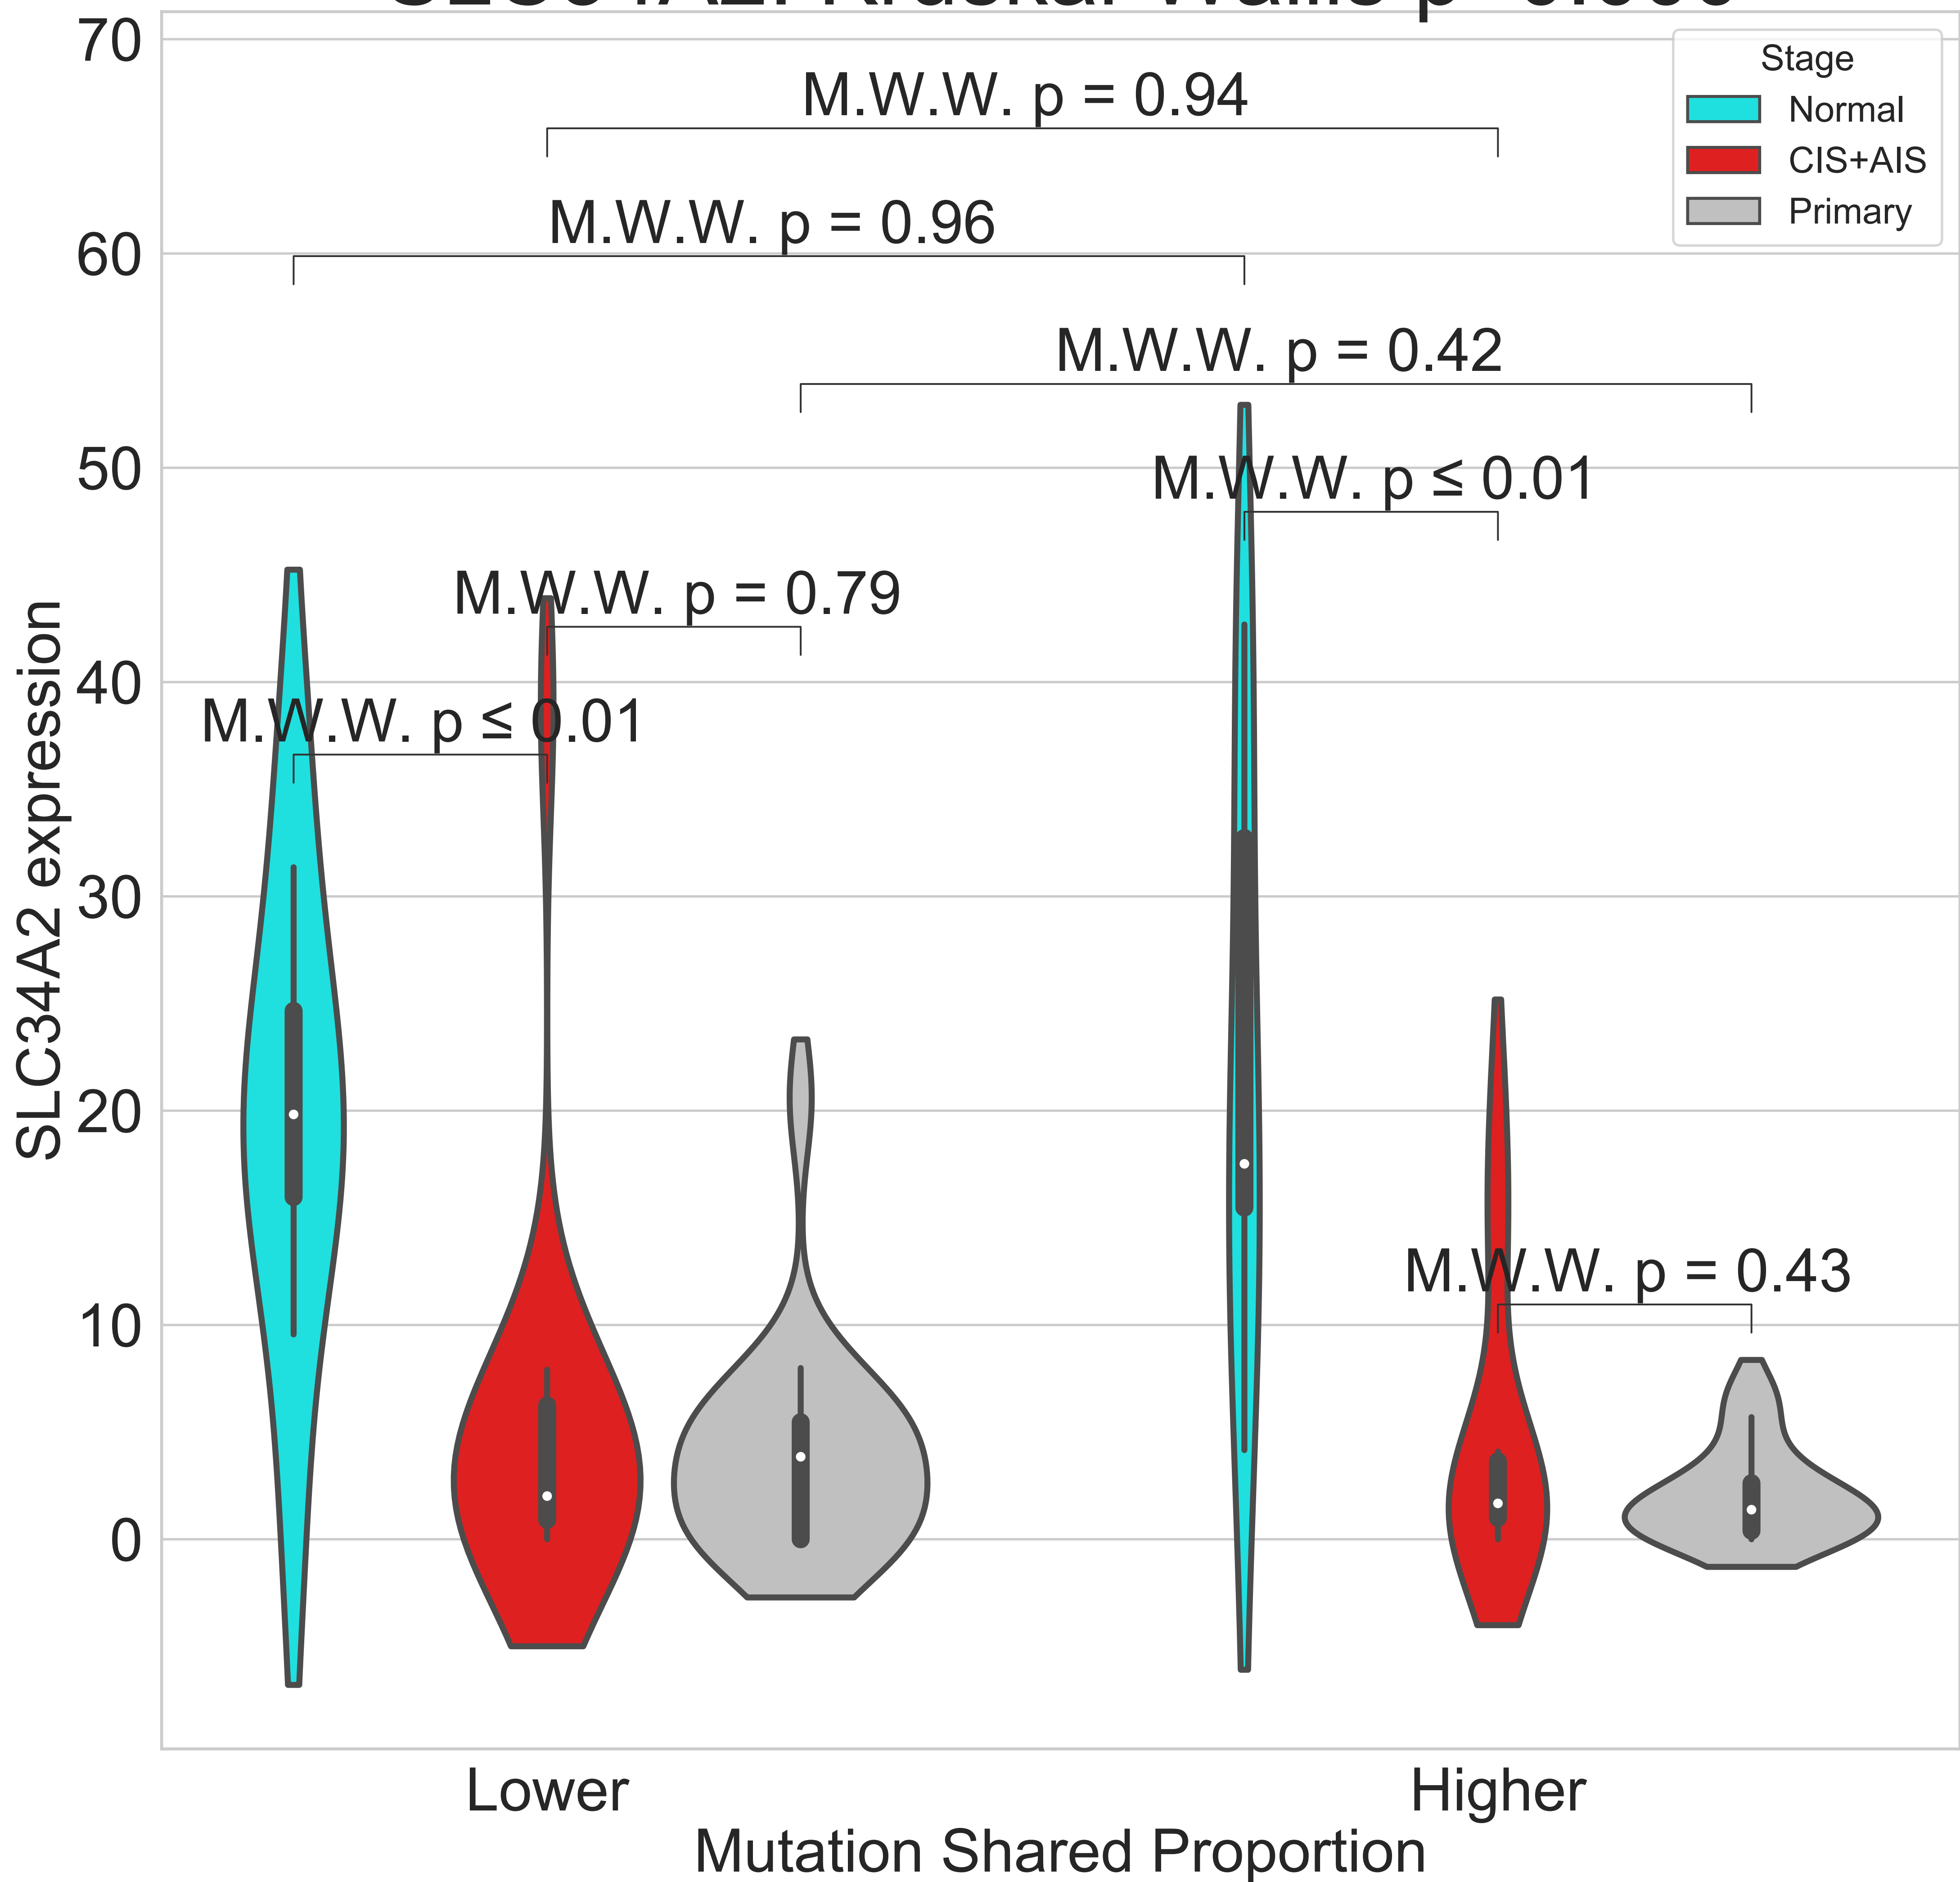 70
60
50
40
30
20
10
0
SLC34A2 expression
M.W.W. p = 0.94
M.W.W. p = 0.96
M.W.W. p = 0.42
M.W.W. p ≤ 0.01
M.W.W. p = 0.79
M.W.W. p ≤ 0.01
M.W.W. p = 0.43
Stage
Normal
CIS+AIS
Primary
Lower
Higher
Mutation Shared Proportion